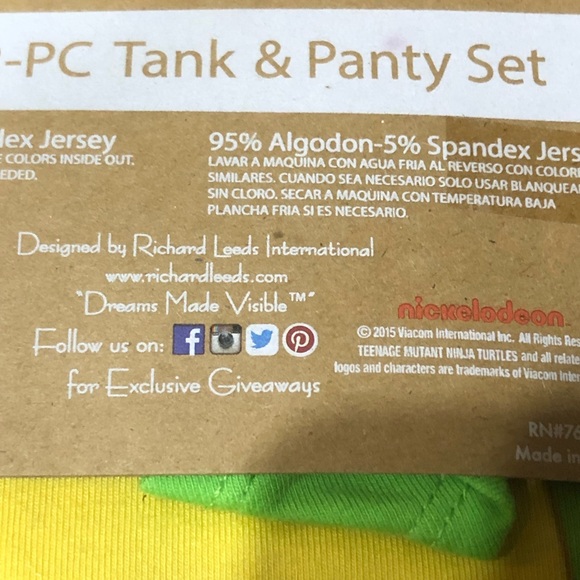 -PC Tank & Panty Set
dex Jersey
E COLORS INSIDE OUT.
EEDED.
95% Algodon-5% Spandex Jers
LAVAR A MAQUINA CON AGUA FRIA AL REVERSO CON COLORE
SIMILARES. CUANDO SEA NECESARIO SOLO USAR BLANQUEA
SIN CLORO. SECAR A MAQUINA CON TEMPERATURA BAJA
PLANCHA FRIA SI ES NECESARIO.
Designed by Richard Leeds International
www.richardleeds.com
"Dreams Made Visible™"
Follow us on:
for Exclusive Giveaways
nickelodeon
© 2015 Viacom International Inc. All Rights Res
TEENAGE MUTANT NINJA TURTLES and all relate
logos and characters are trademarks of Viacom Inter
RN#76
Made in